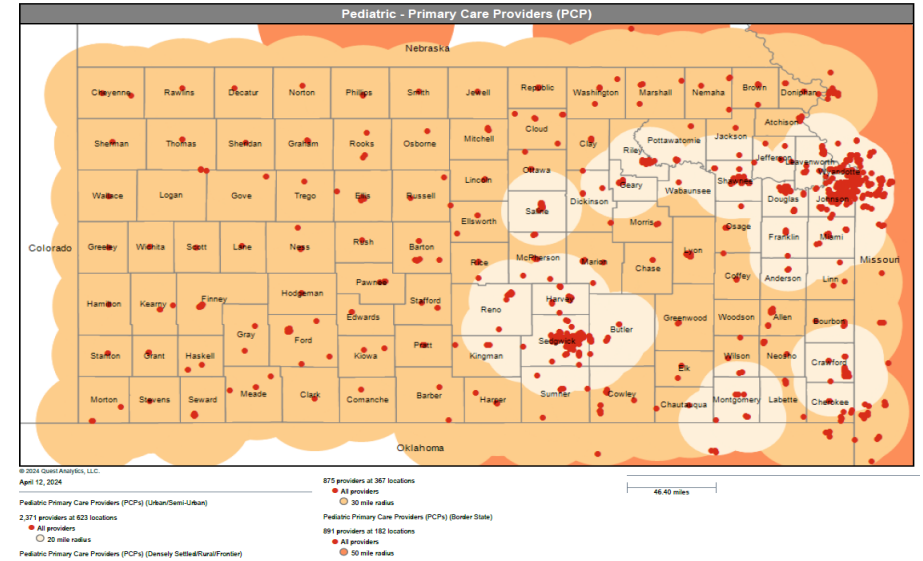 Pediatric - Primary Care Providers (PCP)
Nebraska
Cheyenne Rawlins Decatur Norton Phillips Smith Jewell Republic Washington Marshall Nemaha Brown Doniphan
Atchison
Sherman Thomas Sheridan Graham Rooks Osborne Mitchell Cloud Clay Riley Pottawatomie Jackson
Jefferson Leavenworth
Wyandotte
Wallace Logan Gove Trego Ellis Russell Lincoln Ottawa Dickinson Geary Wabaunsee Shawnee Douglas Johnson
Saline
Ellsworth Morris Osage
Colorado Greeley Wichita Scott Lane Ness Rush Barton Rice McPherson Marion Chase Lyon Franklin Miami
Missouri
Hamilton Kearny Finney Hodgeman Pawnee Stafford Reno Harvey Coffey Anderson Linn
Gray Ford Edwards Sedgwick Butler Greenwood Woodson Allen Bourbon
Stanton Grant Haskell Kiowa Pratt Kingman Elk Wilson Neosho Crawford
Morton Stevens Seward Meade Clark Comanche Barber Harper Sumner Cowley Chautauqua Montgomery Labette Cherokee
Oklahoma
© 2024 Quest Analytics, LLC.
April 12, 2024
Pediatric Primary Care Providers (PCPs) (Urban/Semi-Urban)
2,371 providers at 623 locations
All providers
20 mile radius
Pediatric Primary Care Providers (PCPs) (Densely Settled/Rural/Frontier)
875 providers at 367 locations
All providers
30 mile radius
Pediatric Primary Care Providers (PCPs) (Border State)
891 providers at 182 locations
All providers
50 mile radius
46.40 miles